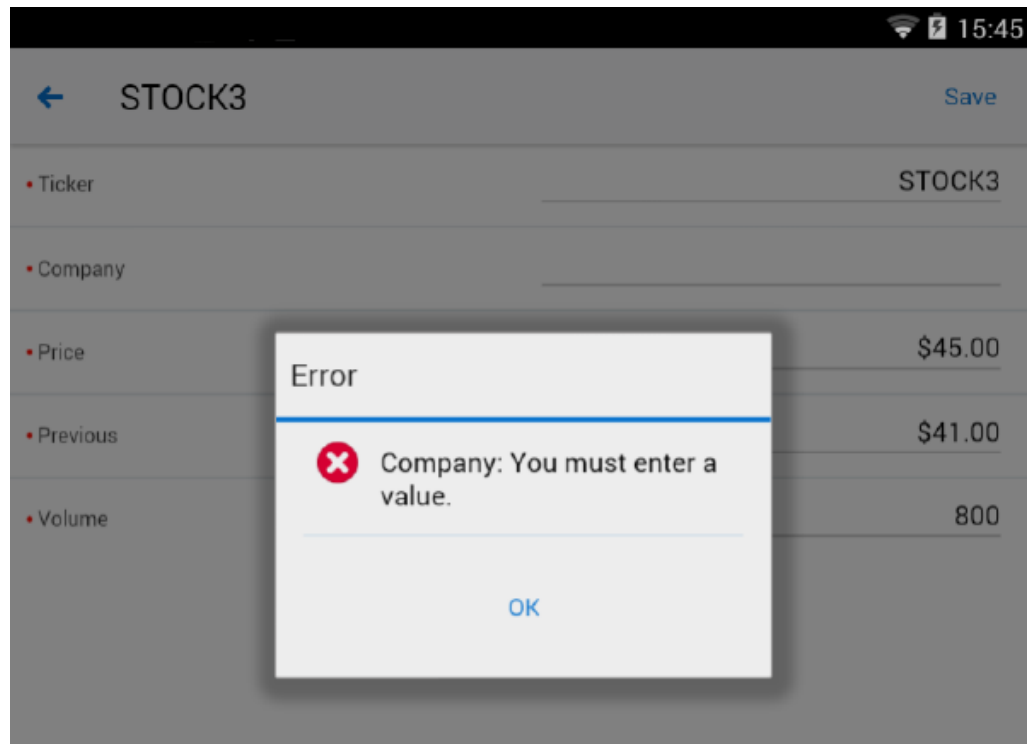 15:45
STOCK3
Save
• Ticker
STOCK3
• Company
• Price
$45.00
• Previous
$41.00
• Volume
800
Error
Company: You must enter a
value.
OK